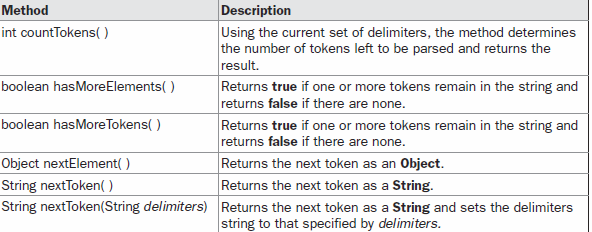 Method Description
int countTokens( ) Using the current set of delimiters, the method determines
the number of tokens left to be parsed and returns the
result.
boolean hasMoreElements( ) Returns true if one or more tokens remain in the string and
returns false if there are none.
boolean hasMoreTokens( ) Returns true if one or more tokens remain in the string and
returns false if there are none.
Object nextElement( ) Returns the next token as an Object.
String nextToken( ) Returns the next token as a String.
String nextToken(String delimiters) Returns the next token as a String and sets the delimiters
string to that specified by delimiters.